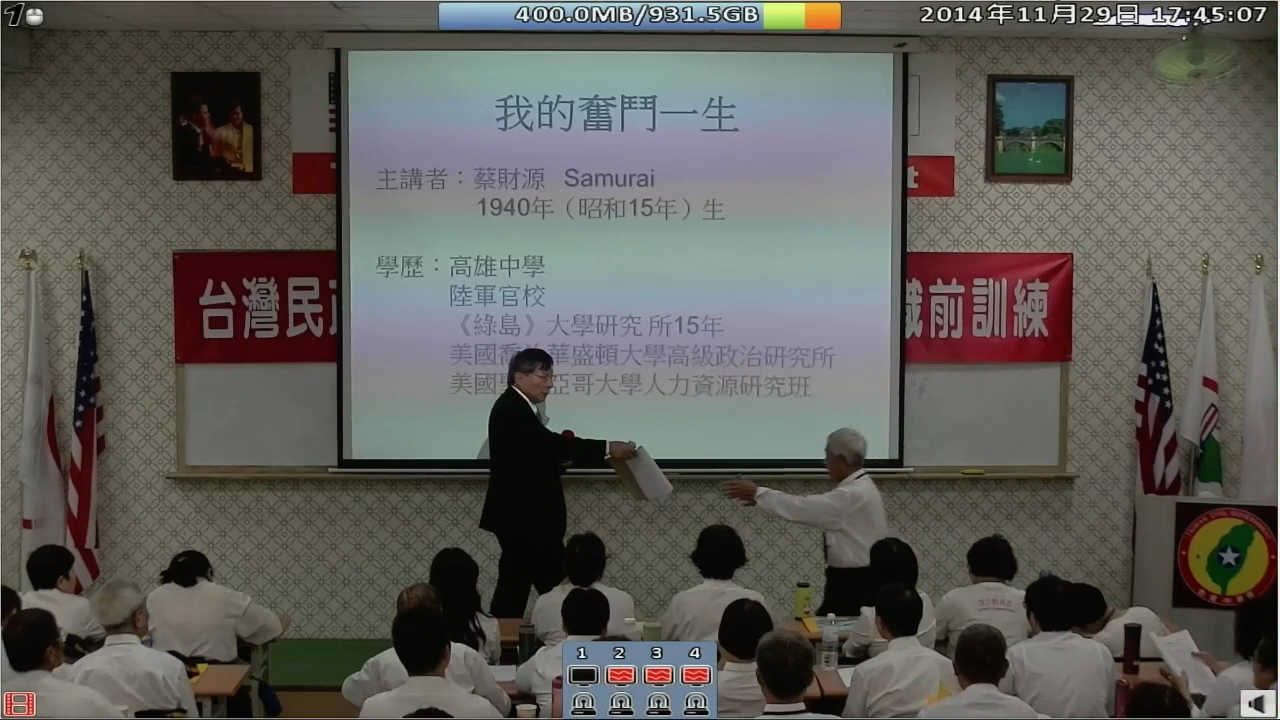 400.0MB/931.5GB
2014年11月29日 17:45:07
我的奮鬥一生
主講者：蔡財源 Samurai
1940年（昭和15年）生
學歷：高雄中學
陸軍官校
《綠島》大學研究 所15年
美國喬 華盛頓大學高級政治研究所
美國 亞哥大學人力資源研究班
台灣民
前訓練
1 2 3 4